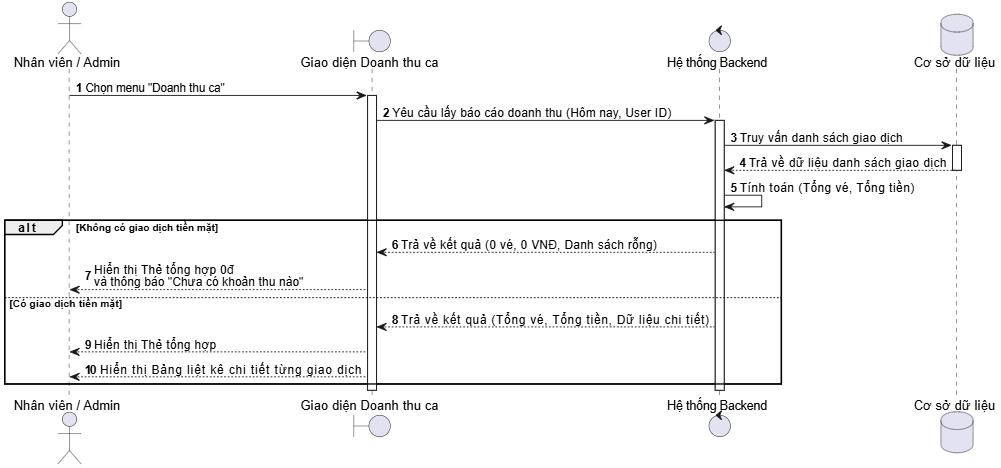 Nhân viên / Admin
Giao diện Doanh thu ca
Hệ thống Backend
Cơ sở dữ liệu
1 Chọn menu "Doanh thu ca"
2 Yêu cầu lấy báo cáo doanh thu (Hôm nay, User ID)
3 Truy vấn danh sách giao dịch
4 Trả về dữ liệu danh sách giao dịch
5 Tính toán (Tổng vé, Tổng tiền)
alt [Không có giao dịch tiền mặt]
6 Trả về kết quả (0 vé, 0 VNĐ, Danh sách rỗng)
7 Hiển thị Thẻ tổng hợp 0đ
và thông báo "Chưa có khoản thu nào"
[Có giao dịch tiền mặt]
8 Trả về kết quả (Tổng vé, Tổng tiền, Dữ liệu chi tiết)
9 Hiển thị Thẻ tổng hợp
10 Hiển thị Bảng liệt kê chi tiết từng giao dịch
Nhân viên / Admin
Giao diện Doanh thu ca
Hệ thống Backend
Cơ sở dữ liệu